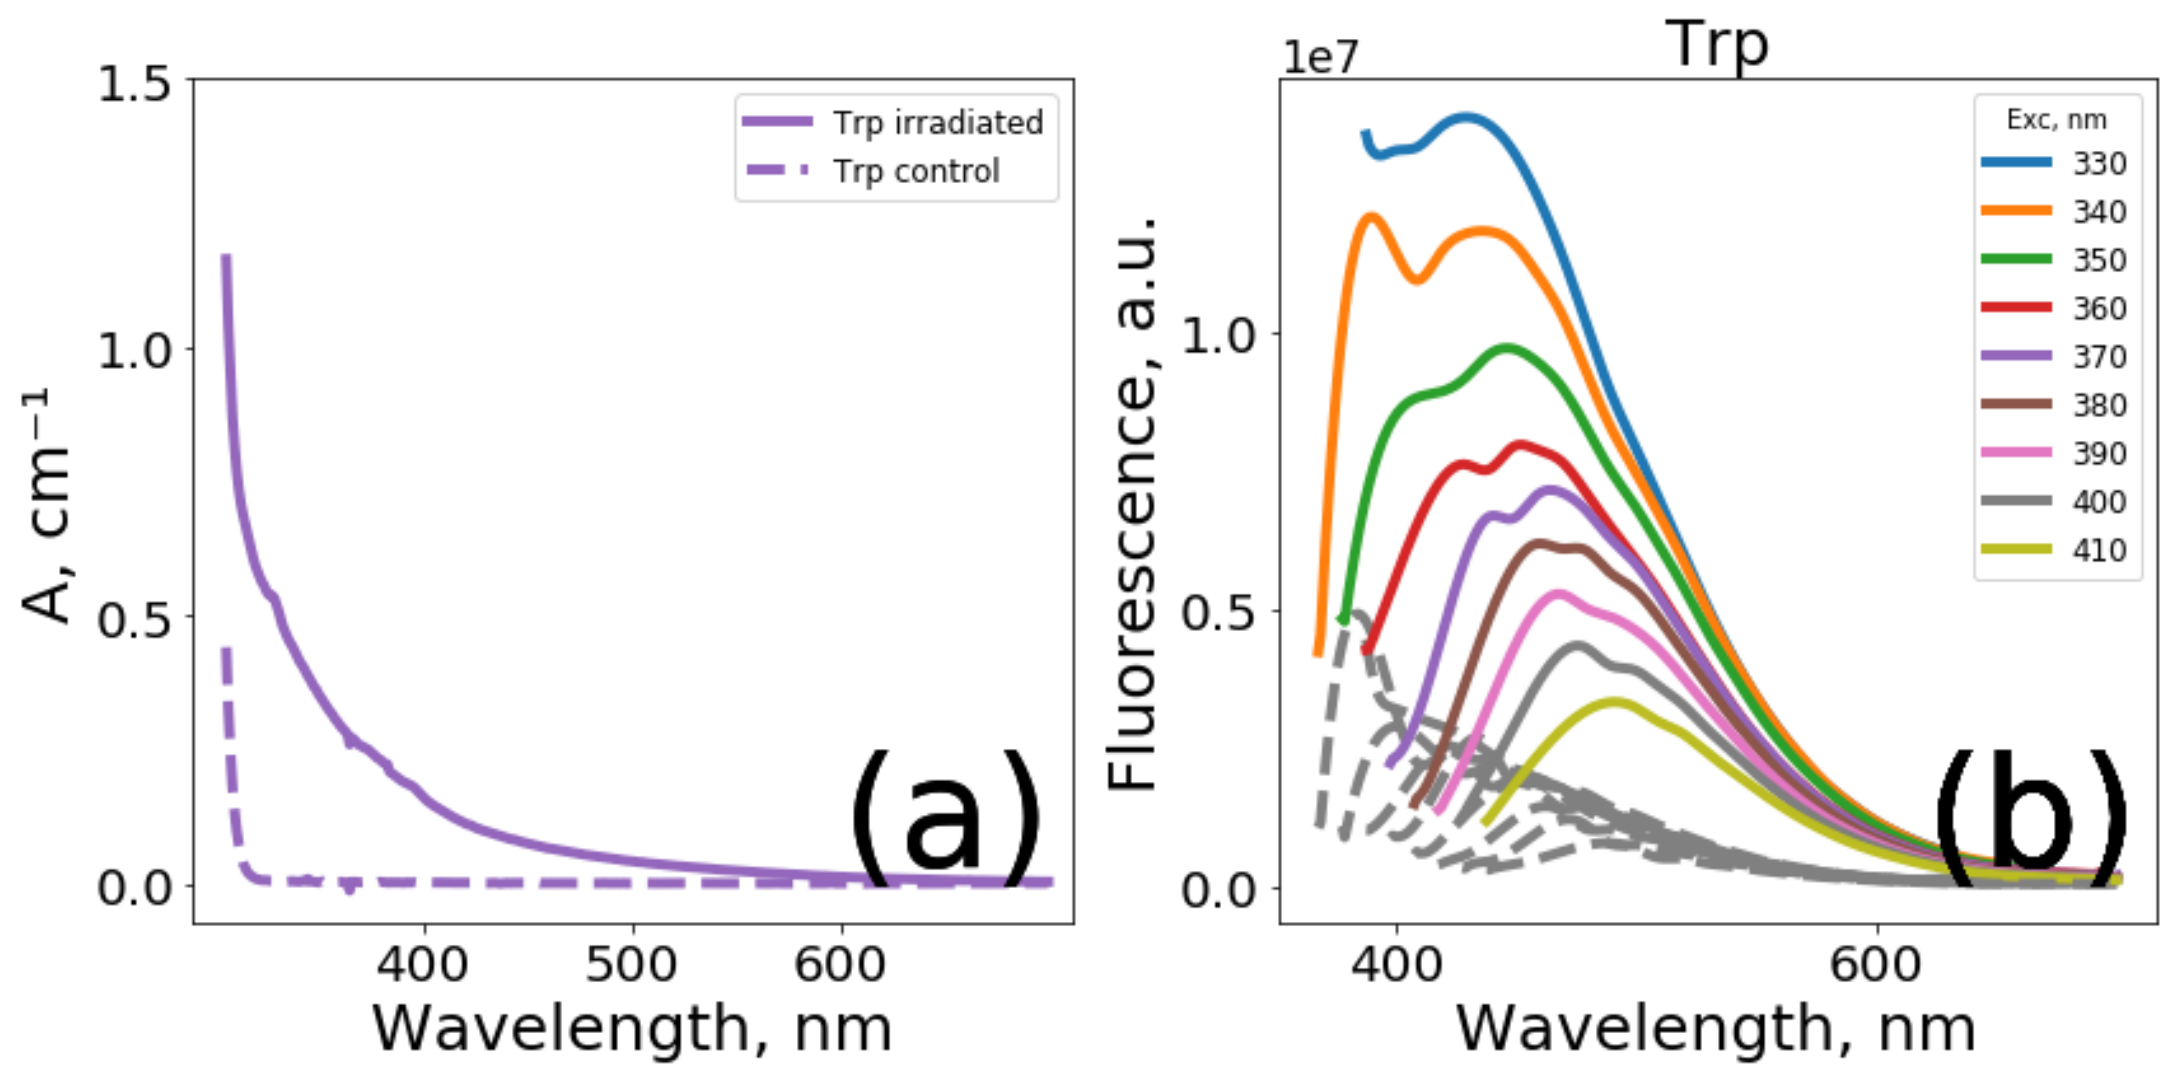 1.5
1.0
0.5
0.0
A, cm⁻¹
400 500 600
Wavelength, nm
Trp irradiated
Trp control
(a)
Trp
1e7
1.0
0.5
0.0
Fluorescence, a.u.
400 600
Wavelength, nm
Exc, nm
330
340
350
360
370
380
390
400
410
(b)